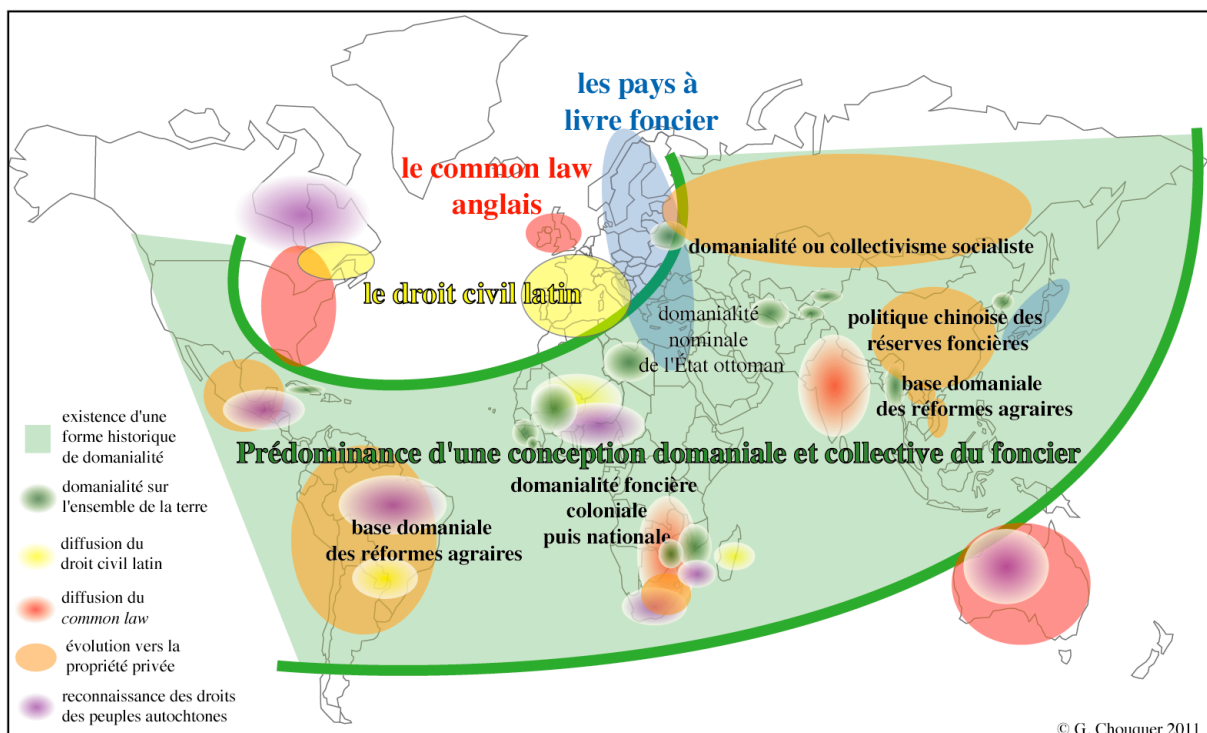 les pays à
livre foncier
le common law
anglais
domanialité ou collectivisme socialiste
le droit civil latin
domanialité
nominale
de l'État ottoman
politique chinoise des
réserves foncières
base domaniale
des réformes agraires
Prédominance d'une conception domaniale et collective du foncier
domanialité foncière
coloniale
puis nationale
base domaniale
des réformes agraires
existence d'une
forme historique
de domanialité
domanialité sur
l'ensemble de la terre
diffusion du
droit civil latin
diffusion du
common law
évolution vers la
propriété privée
reconnaissance des droits
des peuples autochtones
© G. Chouquer 2011